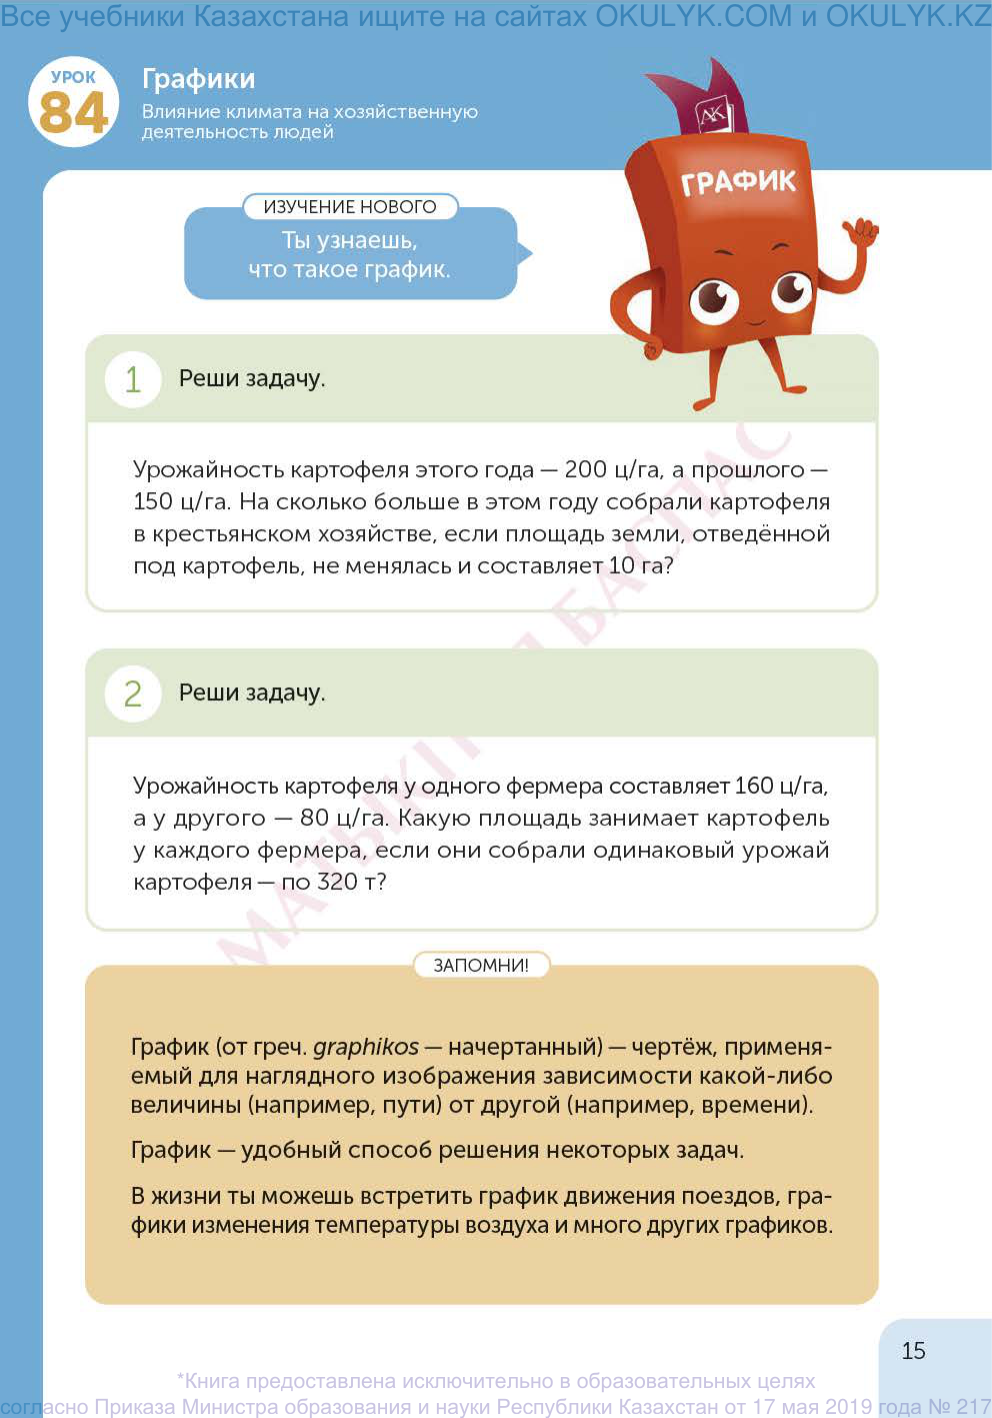 Все учебники Казахстана ищите на сайтах OKULYK.COM и OKULYK.KZ
УРОК
84
Графики
Влияние климата на хозяйственную
деятельность людей
АК
ГРАФИК
ИЗУЧЕНИЕ НОВОГО
Ты узнаешь,
что такое график.
1 Реши задачу.
Урожайность картофеля этого года — 200 ц/га, а прошлого —
150 ц/га. На сколько больше в этом году собрали картофеля
в крестьянском хозяйстве, если площадь земли, отведённой
под картофель, не менялась и составляет 10 га?
2 Реши задачу.
Урожайность картофеля у одного фермера составляет 160 ц/га,
а у другого — 80 ц/га. Какую площадь занимает картофель
у каждого фермера, если они собрали одинаковый урожай
картофеля — по 320 т?
ЗАПОМНИ!
График (от греч. graphikos — начертанный) — чертёж, применя-
емый для наглядного изображения зависимости какой-либо
величины (например, пути) от другой (например, времени).
График — удобный способ решения некоторых задач.
В жизни ты можешь встретить график движения поездов, гра-
фики изменения температуры воздуха и много других графиков.
15
*Книга предоставлена исключительно в образовательных целях
согласно Приказа Министра образования и науки Республики Казахстан от 17 мая 2019 года № 217